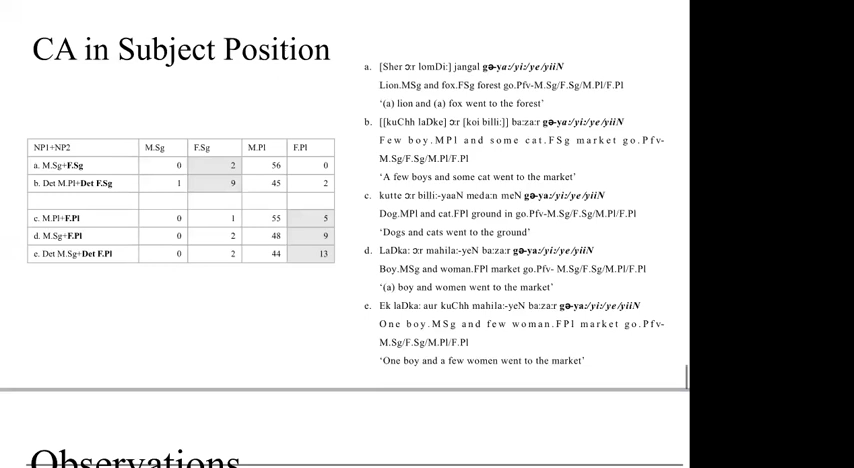 CA in Subject Position
NP1+NP2 M.Sg F.Sg M.Pl F.Pl
a. M.Sg+F.Sg 0 2 56 0
b. Det M.Pl+Det F.Sg 1 9 45 2
c. M.Pl+F.Pl 0 1 55 5
d. M.Sg+F.Pl 0 2 48 9
e. Det M.Sg+Det F.Pl 0 2 44 13
a. [Sher ɔ:r lomDi:] jangal gə-ya:/yi:/ye/yiiN
Lion.MSg and fox.FSg forest go.Pfv-M.Sg/F.Sg/M.Pl/F.Pl
‘(a) lion and (a) fox went to the forest’
b. [[kuChh laDke] ɔ:r [koi billi:]] ba:za:r gə-ya:/yi:/ye/yiiN
Few boy.MPl and some cat.FSg market go.Pfv-
M.Sg/F.Sg/M.Pl/F.Pl
‘A few boys and some cat went to the market’
c. kutte ɔ:r billi:-yaaN meda:n meN gə-ya:/yi:/ye/yiiN
Dog.MPl and cat.FPl ground in go.Pfv-M.Sg/F.Sg/M.Pl/F.Pl
‘Dogs and cats went to the ground’
d. LaDka: ɔ:r mahila:-yeN ba:za:r gə-ya:/yi:/ye/yiiN
Boy.MSg and woman.FPl market go.Pfv- M.Sg/F.Sg/M.Pl/F.Pl
‘(a) boy and women went to the market’
e. Ek laDka: aur kuChh mahila:-yeN ba:za:r gə-ya:/yi:/ye/yiiN
One boy.MSg and few woman.FPl market go.Pfv-
M.Sg/F.Sg/M.Pl/F.Pl
‘One boy and a few women went to the market’
Observations